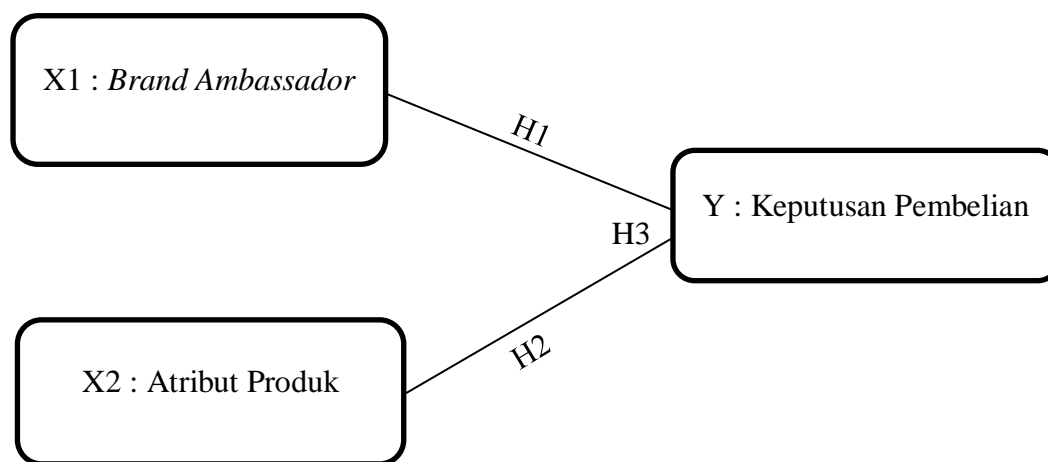 X1 : Brand Ambassador
H1
Y : Keputusan Pembelian
H3
H2
X2 : Atribut Produk